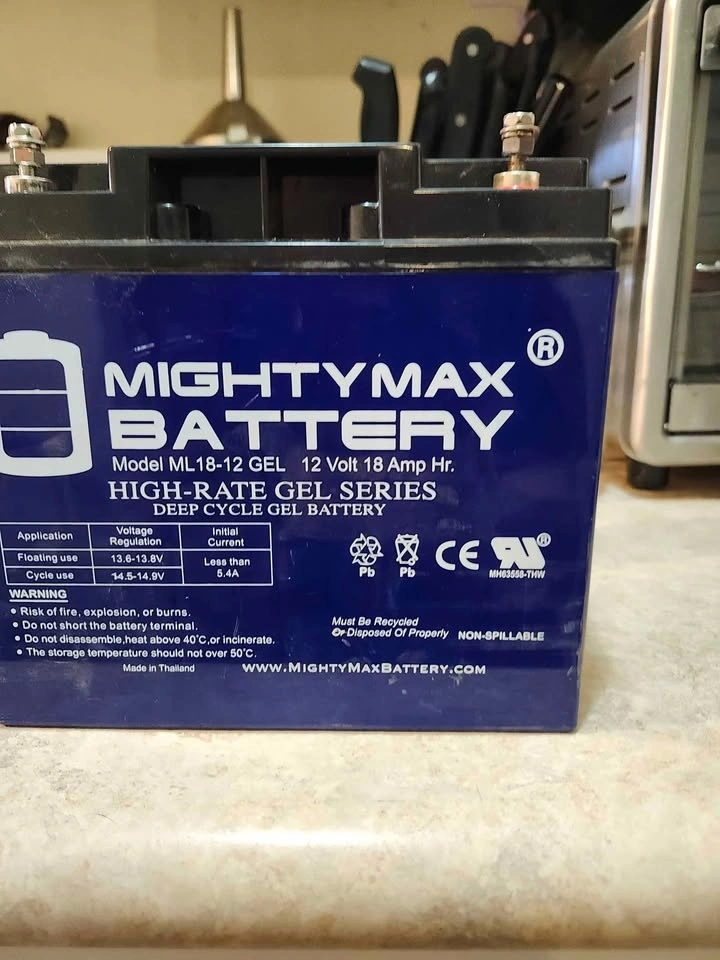 ®
MIGHTYMAX
BATTERY
Model ML18-12 GEL 12 Volt 18 Amp Hr.
HIGH-RATE GEL SERIES
DEEP CYCLE GEL BATTERY
Application Voltage Regulation Initial Current
Floating use 13.6-13.8V Less than 5.4A
Cycle use 14.5-14.9V
Pb Pb CE RU ®
MH63558-THW
WARNING
• Risk of fire, explosion, or burns.
• Do not short the battery terminal.
• Do not disassemble,heat above 40°C,or incinerate.
• The storage temperature should not over 50°C.
Must Be Recycled
Or Disposed Of Properly NON-SPILLABLE
Made in Thailand WWW.MIGHTYMAXBATTERY.COM